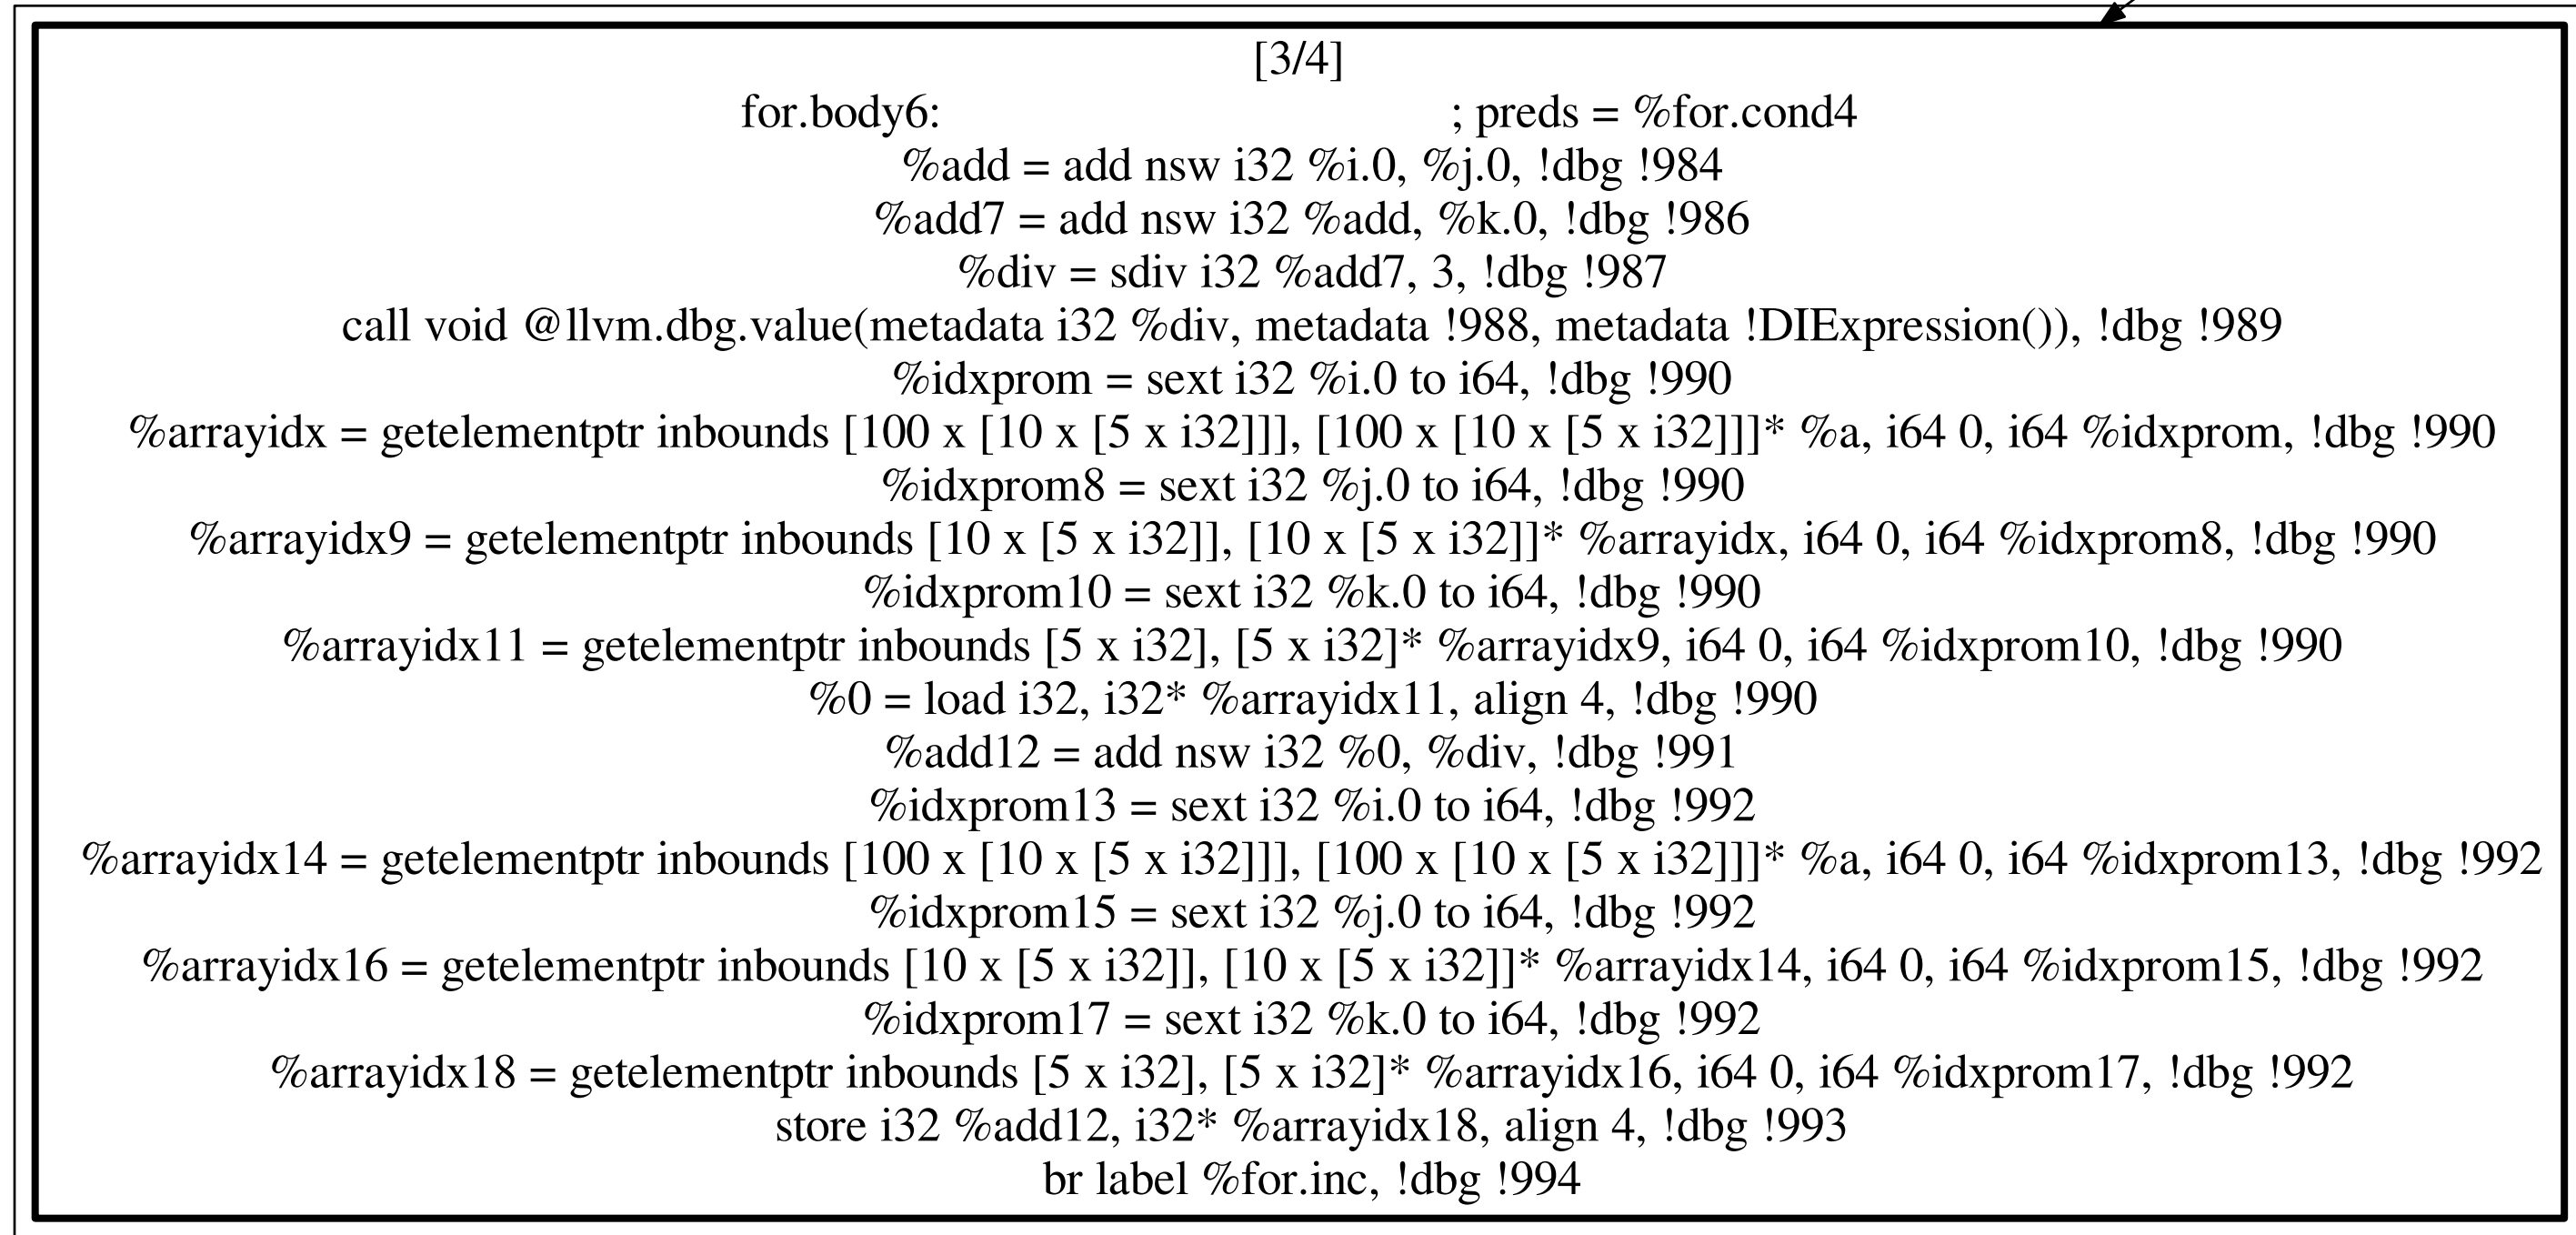 [3/4]
for.body6: ; preds = %for.cond4
%add = add nsw i32 %i.0, %j.0, !dbg !984
%add7 = add nsw i32 %add, %k.0, !dbg !986
%div = sdiv i32 %add7, 3, !dbg !987
call void @llvm.dbg.value(metadata i32 %div, metadata !988, metadata !DIExpression()), !dbg !989
%idxprom = sext i32 %i.0 to i64, !dbg !990
%arrayidx = getelementptr inbounds [100 x [10 x [5 x i32]]], [100 x [10 x [5 x i32]]]* %a, i64 0, i64 %idxprom, !dbg !990
%idxprom8 = sext i32 %j.0 to i64, !dbg !990
%arrayidx9 = getelementptr inbounds [10 x [5 x i32]], [10 x [5 x i32]]* %arrayidx, i64 0, i64 %idxprom8, !dbg !990
%idxprom10 = sext i32 %k.0 to i64, !dbg !990
%arrayidx11 = getelementptr inbounds [5 x i32], [5 x i32]* %arrayidx9, i64 0, i64 %idxprom10, !dbg !990
%0 = load i32, i32* %arrayidx11, align 4, !dbg !990
%add12 = add nsw i32 %0, %div, !dbg !991
%idxprom13 = sext i32 %i.0 to i64, !dbg !992
%arrayidx14 = getelementptr inbounds [100 x [10 x [5 x i32]]], [100 x [10 x [5 x i32]]]* %a, i64 0, i64 %idxprom13, !dbg !992
%idxprom15 = sext i32 %j.0 to i64, !dbg !992
%arrayidx16 = getelementptr inbounds [10 x [5 x i32]], [10 x [5 x i32]]* %arrayidx14, i64 0, i64 %idxprom15, !dbg !992
%idxprom17 = sext i32 %k.0 to i64, !dbg !992
%arrayidx18 = getelementptr inbounds [5 x i32], [5 x i32]* %arrayidx16, i64 0, i64 %idxprom17, !dbg !992
store i32 %add12, i32* %arrayidx18, align 4, !dbg !993
br label %for.inc, !dbg !994